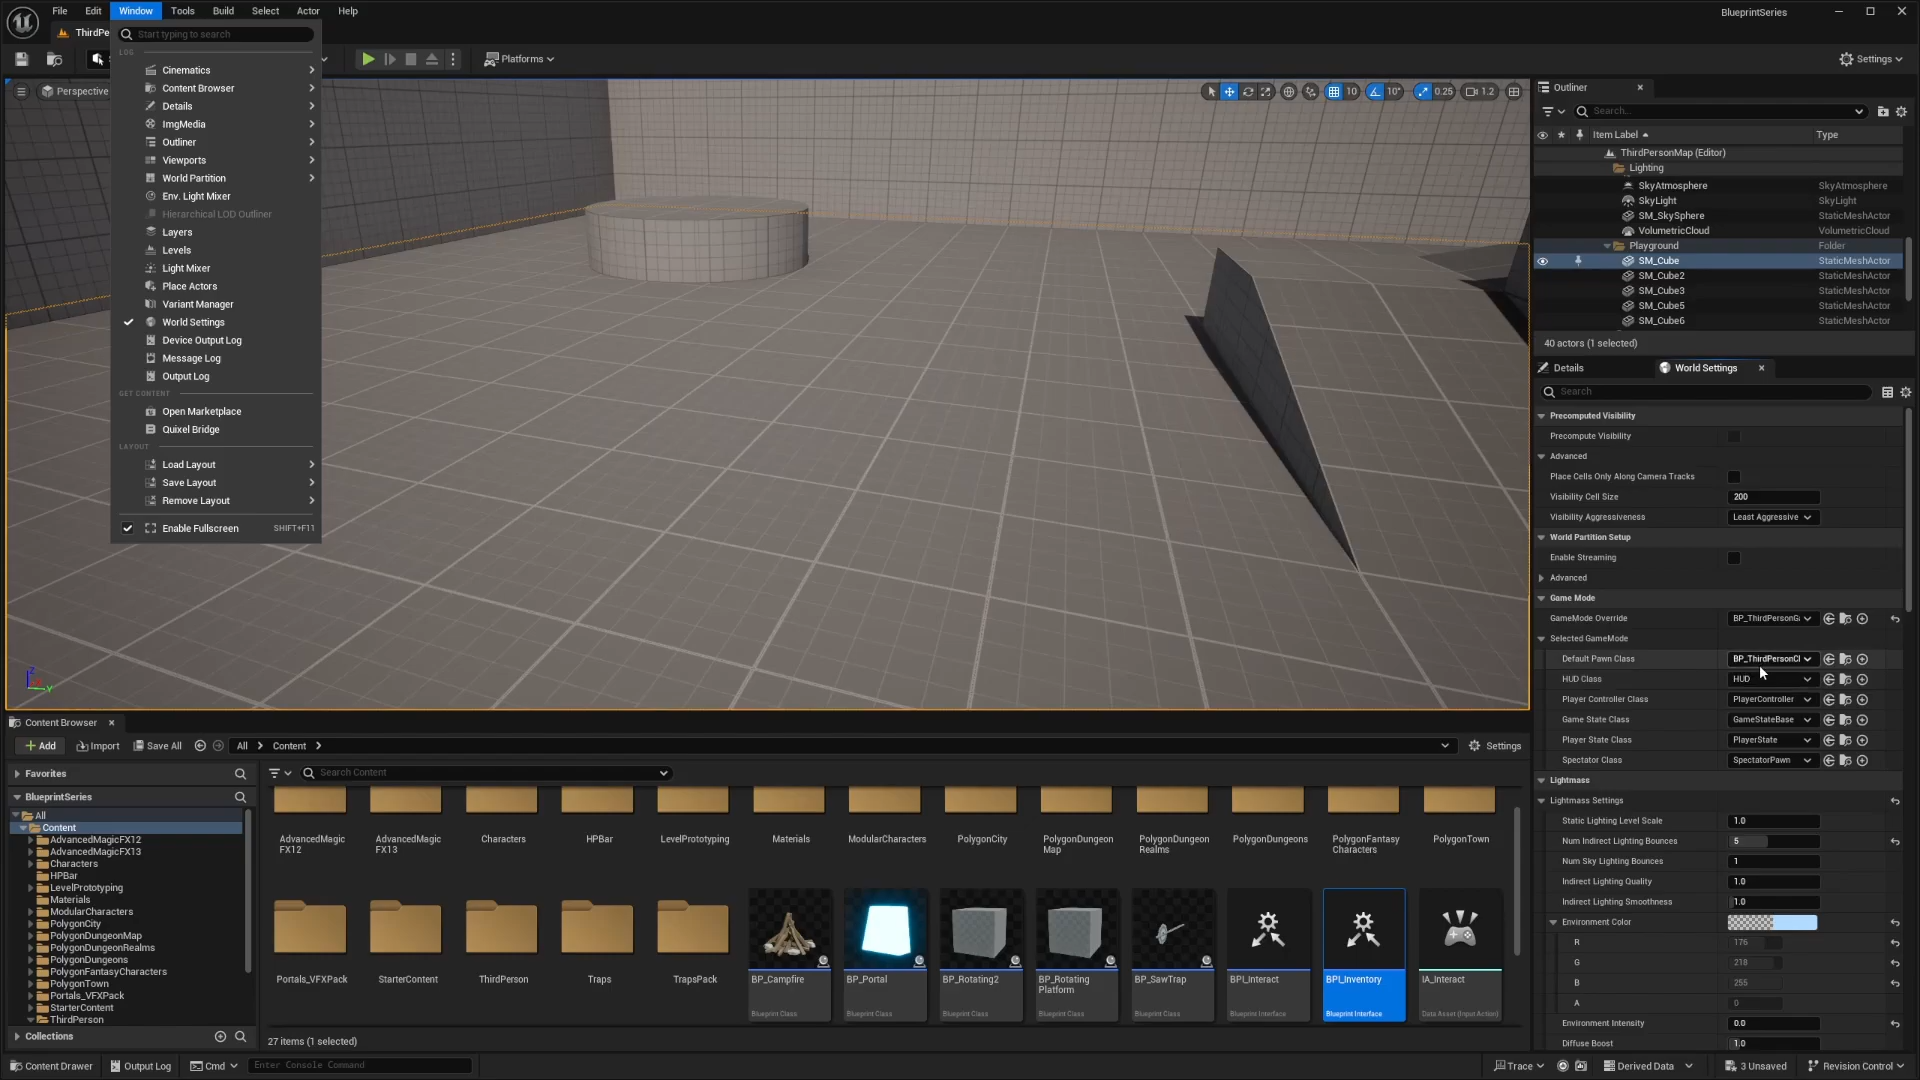 File Edit Window Tools Build Select Actor Help
BlueprintSeries
ThirdPe
Start typing to search
Platforms
Settings
LOG
Cinematics
Content Browser
Details
ImgMedia
Outliner
Viewports
World Partition
Env. Light Mixer
Hierarchical LOD Outliner
Layers
Levels
Light Mixer
Place Actors
Variant Manager
World Settings
Device Output Log
Message Log
Output Log
GET CONTENT
Open Marketplace
Quixel Bridge
LAYOUT
Load Layout
Save Layout
Remove Layout
Enable Fullscreen SHIFT+F11
Perspective
10 10° 0.25 1.2
Outliner
Search...
Item Label Type
ThirdPersonMap (Editor)
Lighting
SkyAtmosphere SkyAtmosphere
SkyLight SkyLight
SM_SkySphere StaticMeshActor
VolumetricCloud VolumetricCloud
Playground Folder
SM_Cube StaticMeshActor
SM_Cube2 StaticMeshActor
SM_Cube3 StaticMeshActor
SM_Cube5 StaticMeshActor
SM_Cube6 StaticMeshActor
40 actors (1 selected)
Details World Settings
Search
Precomputed Visibility
Precompute Visibility
Advanced
Place Cells Only Along Camera Tracks
Visibility Cell Size 200
Visibility Aggressiveness Least Aggressive
World Partition Setup
Enable Streaming
Advanced
Game Mode
GameMode Override BP_ThirdPersonGa
Selected GameMode
Default Pawn Class BP_ThirdPersonCl
HUD Class HUD
Player Controller Class PlayerController
Game State Class GameStateBase
Player State Class PlayerState
Spectator Class SpectatorPawn
Lightmass
Lightmass Settings
Static Lighting Level Scale 1.0
Num Indirect Lighting Bounces 5
Num Sky Lighting Bounces 1
Indirect Lighting Quality 1.0
Indirect Lighting Smoothness 1.0
Environment Color
R 176
G 218
B 255
A 0
Environment Intensity 0.0
Diffuse Boost 1.0
Z
Y
Content Browser
Add Import Save All All Content
Settings
Favorites
BlueprintSeries
All
Content
AdvancedMagicFX12
AdvancedMagicFX13
Characters
HPBar
LevelPrototyping
Materials
ModularCharacters
PolygonCity
PolygonDungeonMap
PolygonDungeonRealms
PolygonDungeons
PolygonFantasyCharacters
PolygonTown
Portals_VFXPack
StarterContent
ThirdPerson
Collections
Search Content
AdvancedMagic FX12
AdvancedMagic FX13
Characters
HPBar
LevelPrototyping
Materials
ModularCharacters
PolygonCity
PolygonDungeon Map
PolygonDungeon Realms
PolygonDungeons
PolygonFantasy Characters
PolygonTown
Portals_VFXPack
StarterContent
ThirdPerson
Traps
TrapsPack
BP_Campfire
Blueprint Class
BP_Portal
Blueprint Class
BP_Rotating2
Blueprint Class
BP_Rotating Platform
Blueprint Class
BP_SawTrap
Blueprint Class
BPI_Interact
Blueprint Interface
BPI_Inventory
Blueprint Interface
IA_Interact
Data Asset (Input Action)
27 items (1 selected)
Content Drawer Output Log Cmd Enter Console Command
Trace Derived Data 3 Unsaved Revision Control